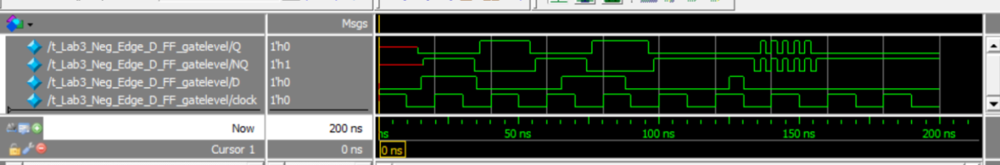 Msgs
/t_Lab3_Neg_Edge_D_FF_gatelevel/Q 1'h0
/t_Lab3_Neg_Edge_D_FF_gatelevel/NQ 1'h1
/t_Lab3_Neg_Edge_D_FF_gatelevel/D 1'h0
/t_Lab3_Neg_Edge_D_FF_gatelevel/clock 1'h0
Now 200 ns ns 50 ns 100 ns 150 ns 200 ns
Cursor 1 0 ns 0 ns